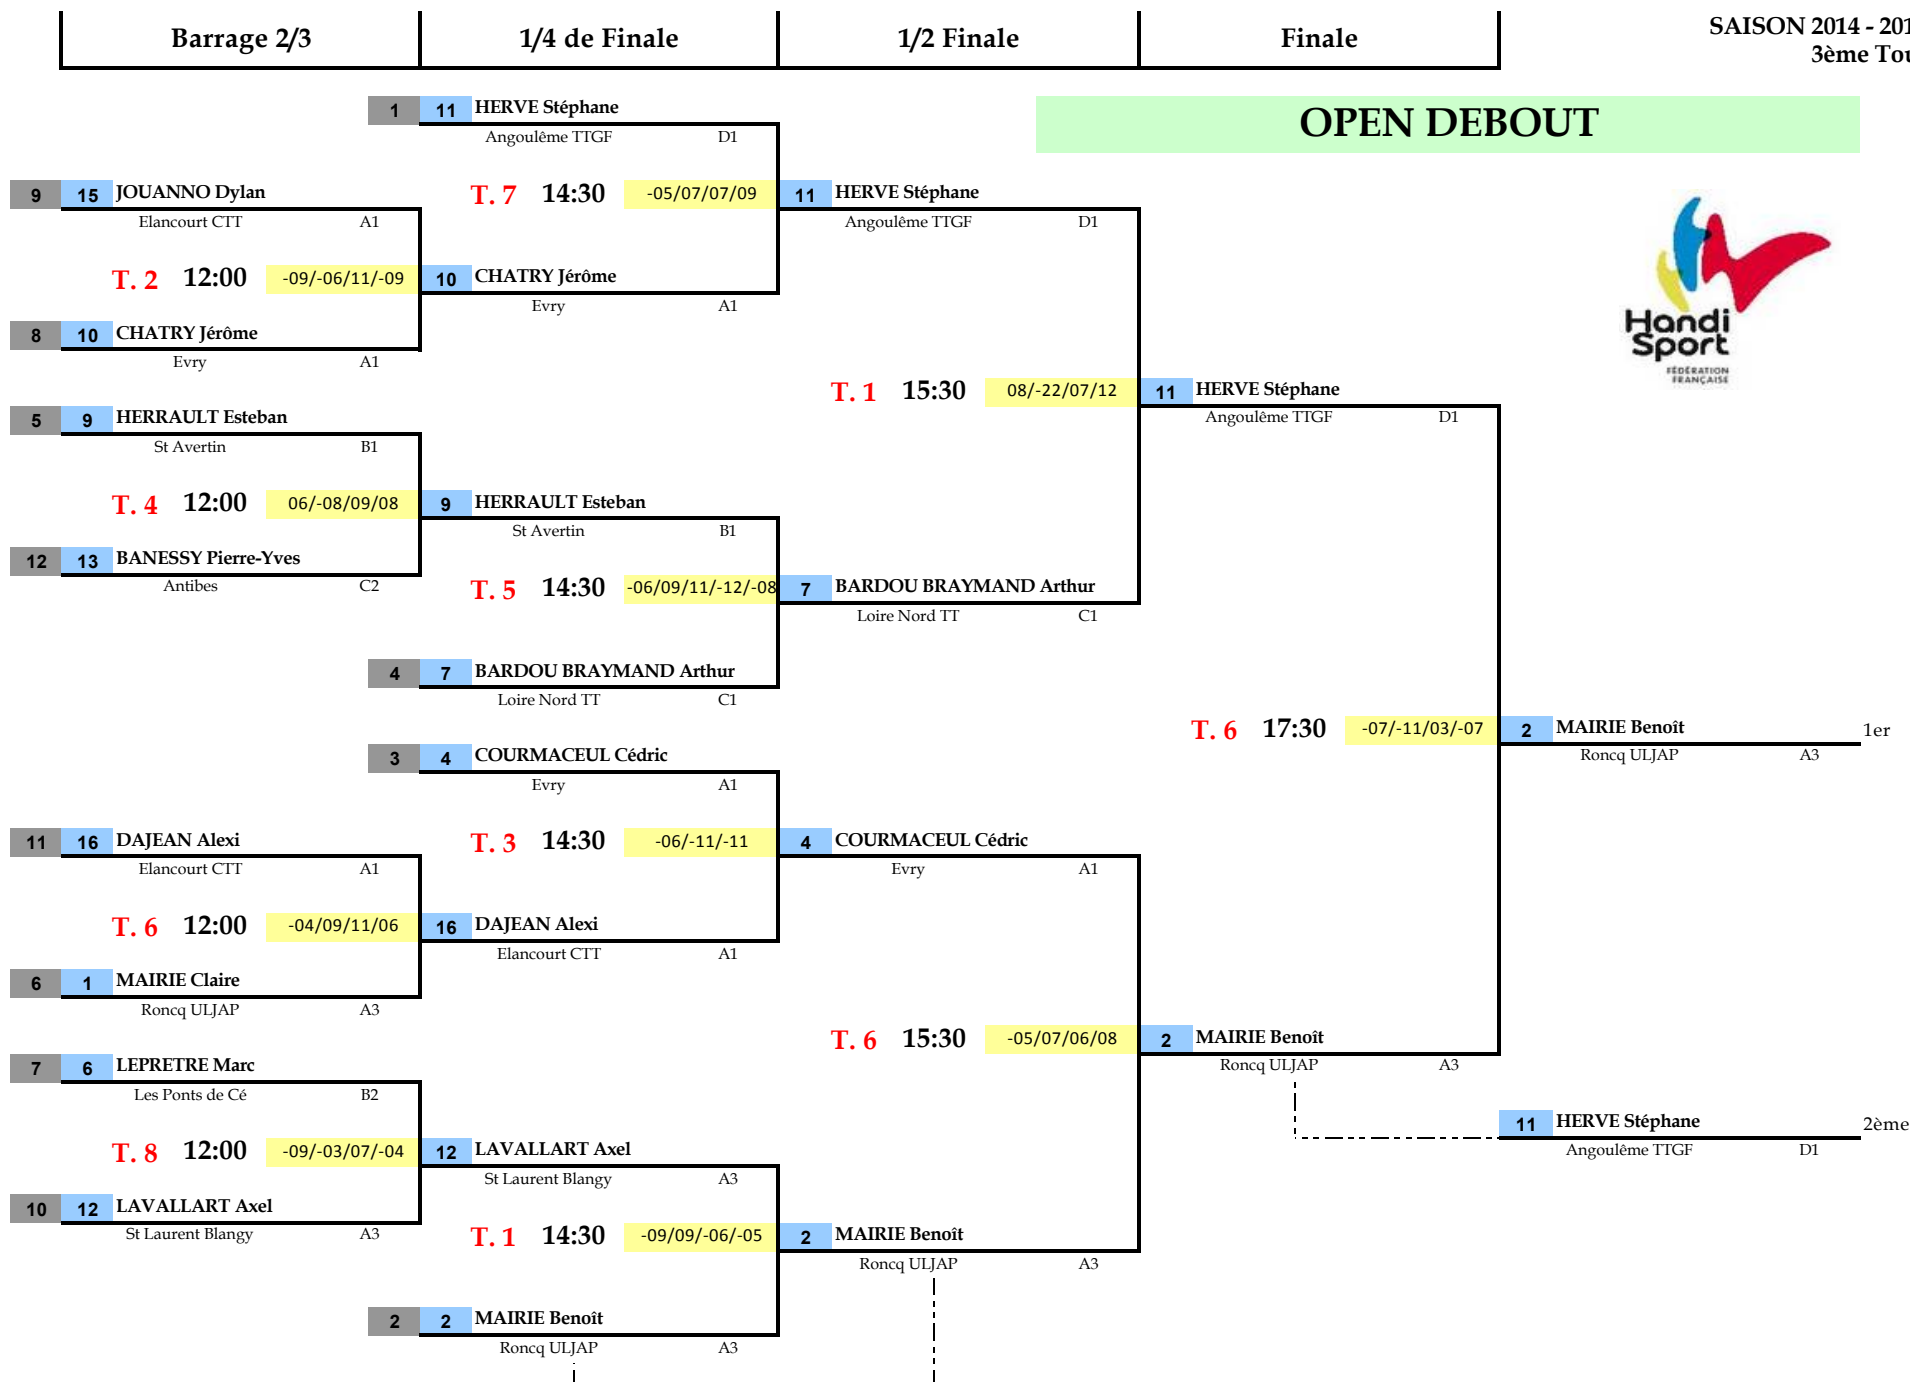 Barrage 2/3
1/4 de Finale
1/2 Finale
Finale
SAISON 2014 - 201
3ème Tou
OPEN DEBOUT
1 11 HERVE Stéphane
Angoulême TTGF D1
9 15 JOUANNO Dylan
Elancourt CTT A1
T. 7 14:30 -05/07/07/09
11 HERVE Stéphane
Angoulême TTGF D1
T. 2 12:00 -09/-06/11/-09
10 CHATRY Jérôme
Evry A1
8 10 CHATRY Jérôme
Evry A1
Handi
Sport
FÉDÉRATION
FRANÇAISE
T. 1 15:30 08/-22/07/12
11 HERVE Stéphane
Angoulême TTGF D1
5 9 HERRAULT Esteban
St Avertin B1
T. 4 12:00 06/-08/09/08
9 HERRAULT Esteban
St Avertin B1
12 13 BANESSY Pierre-Yves
Antibes C2
T. 5 14:30 -06/09/11/-12/-08
7 BARDOU BRAYMAND Arthur
Loire Nord TT C1
4 7 BARDOU BRAYMAND Arthur
Loire Nord TT C1
T. 6 17:30 -07/-11/03/-07
2 MAIRIE Benoît 1er
Roncq ULJAP A3
3 4 COURMACEUL Cédric
Evry A1
11 16 DAJEAN Alexi
Elancourt CTT A1
T. 3 14:30 -06/-11/-11
4 COURMACEUL Cédric
Evry A1
T. 6 12:00 -04/09/11/06
16 DAJEAN Alexi
Elancourt CTT A1
6 1 MAIRIE Claire
Roncq ULJAP A3
T. 6 15:30 -05/07/06/08
2 MAIRIE Benoît
Roncq ULJAP A3
7 6 LEPRETRE Marc
Les Ponts de Cé B2
11 HERVE Stéphane 2ème
Angoulême TTGF D1
T. 8 12:00 -09/-03/07/-04
12 LAVALLART Axel
St Laurent Blangy A3
10 12 LAVALLART Axel
St Laurent Blangy A3
T. 1 14:30 -09/09/-06/-05
2 MAIRIE Benoît
Roncq ULJAP A3
2 2 MAIRIE Benoît
Roncq ULJAP A3